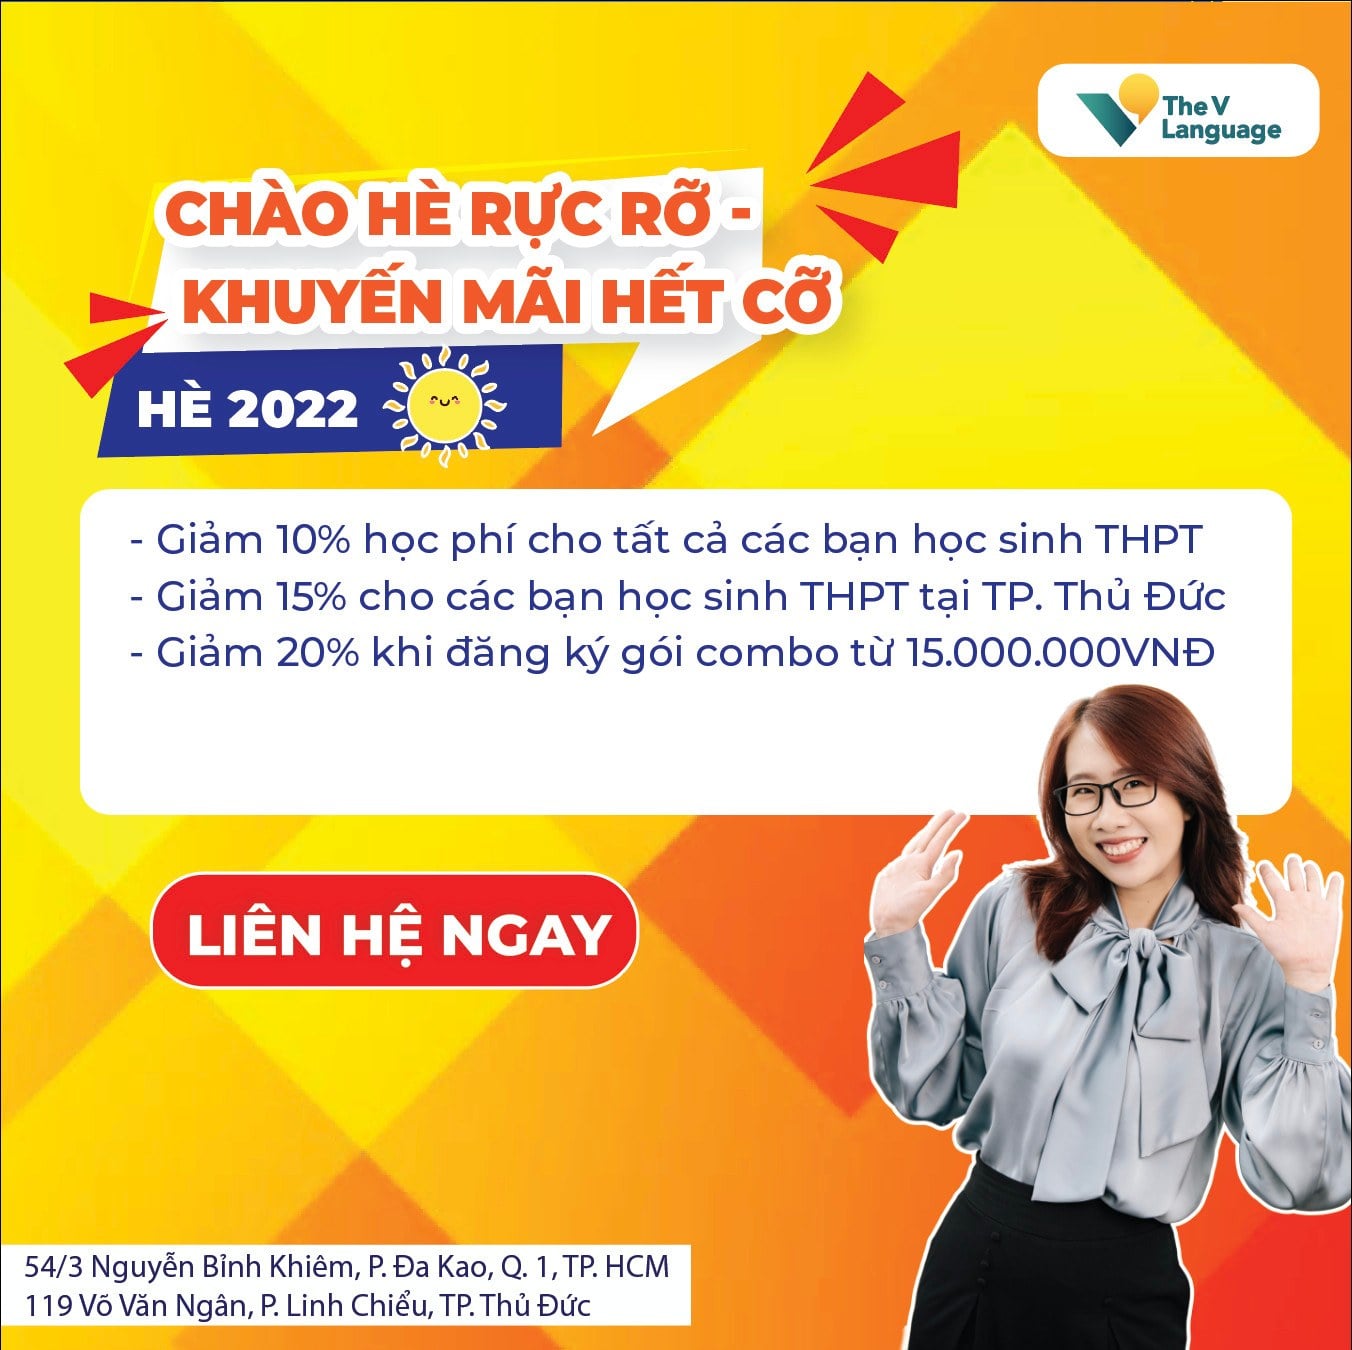 The V
Language
CHÀO HÈ RỰC RỠ -
KHUYẾN MÃI HẾT CỠ
HÈ 2022
- Giảm 10% học phí cho tất cả các bạn học sinh THPT
- Giảm 15% cho các bạn học sinh THPT tại TP. Thủ Đức
- Giảm 20% khi đăng ký gói combo từ 15.000.000VNĐ
LIÊN HỆ NGAY
54/3 Nguyễn Bỉnh Khiêm, P. Đa Kao, Q. 1, TP. HCM
119 Võ Văn Ngân, P. Linh Chiểu, TP. Thủ Đức